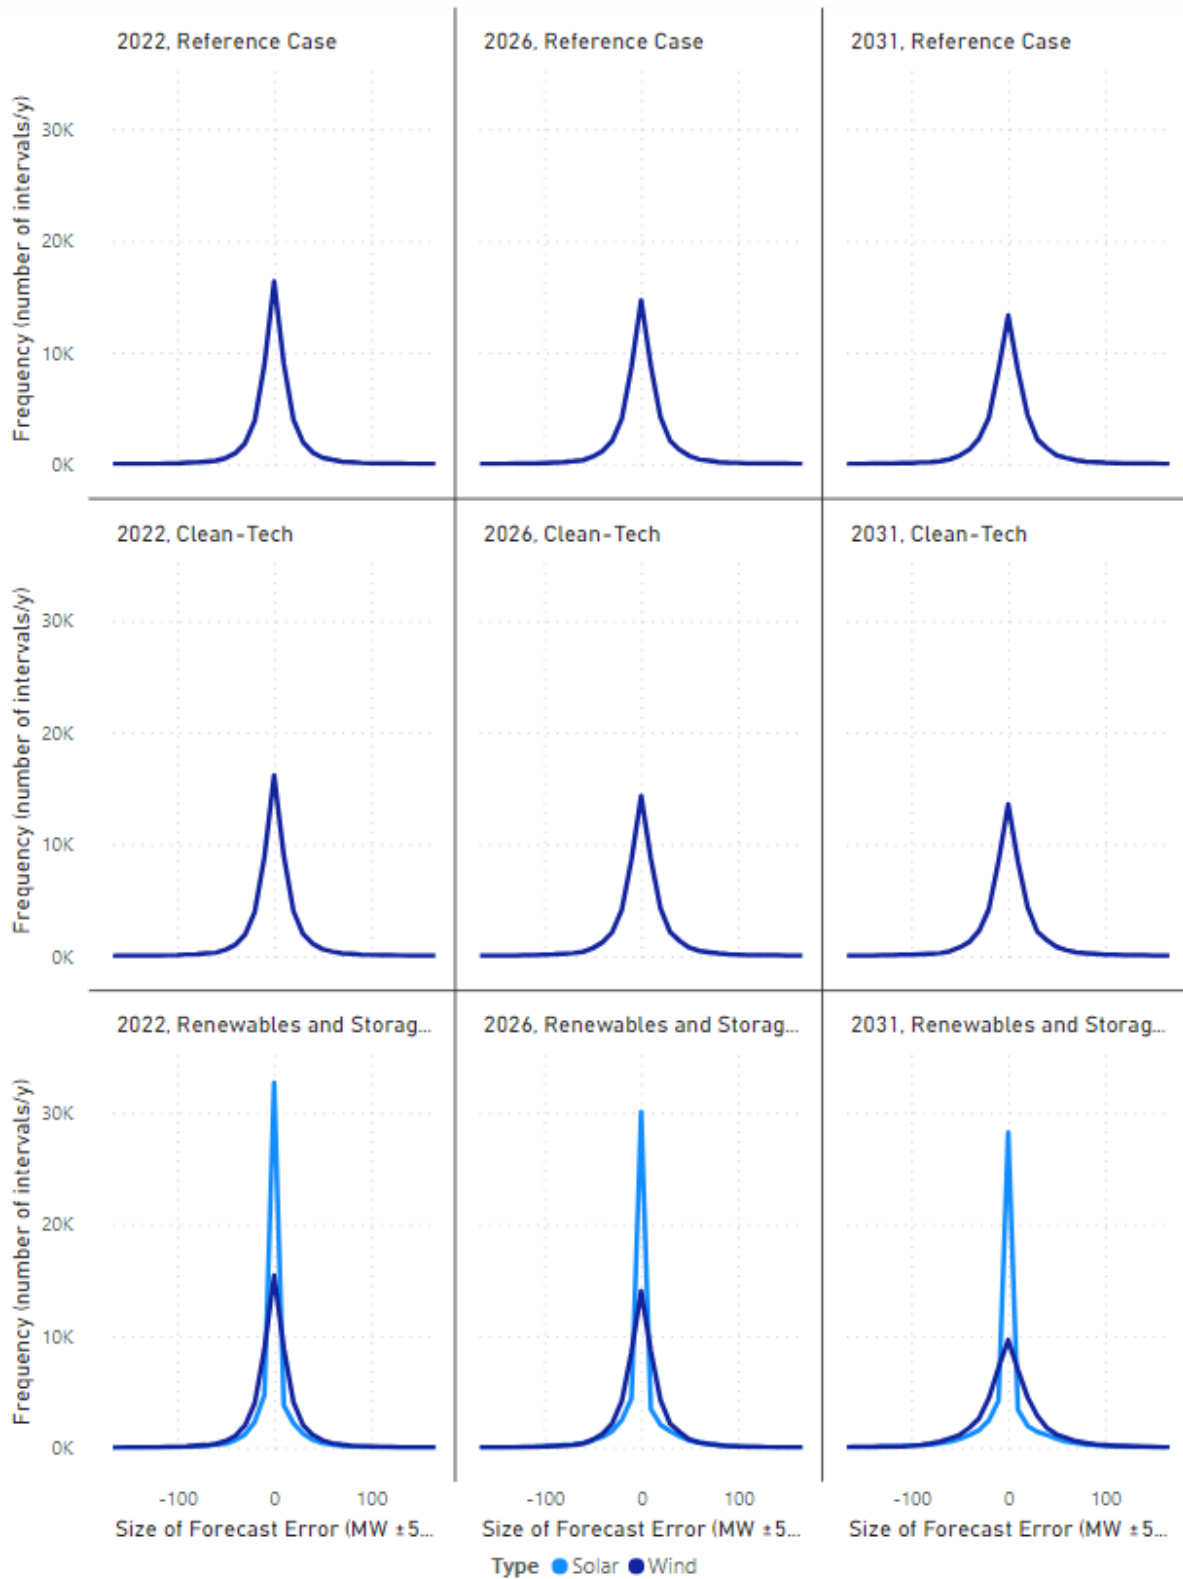 2022, Reference Case
2026, Reference Case
2031, Reference Case
Frequency (number of intervals/y)
30K
20K
10K
0K
2022, Clean-Tech
2026, Clean-Tech
2031, Clean-Tech
Frequency (number of intervals/y)
30K
20K
10K
0K
2022, Renewables and Storag...
2026, Renewables and Storag...
2031, Renewables and Storag...
Frequency (number of intervals/y)
30K
20K
10K
0K
-100 0 100
-100 0 100
-100 0 100
Size of Forecast Error (MW ±5...
Size of Forecast Error (MW ±5...
Size of Forecast Error (MW ±5...
Type Solar Wind